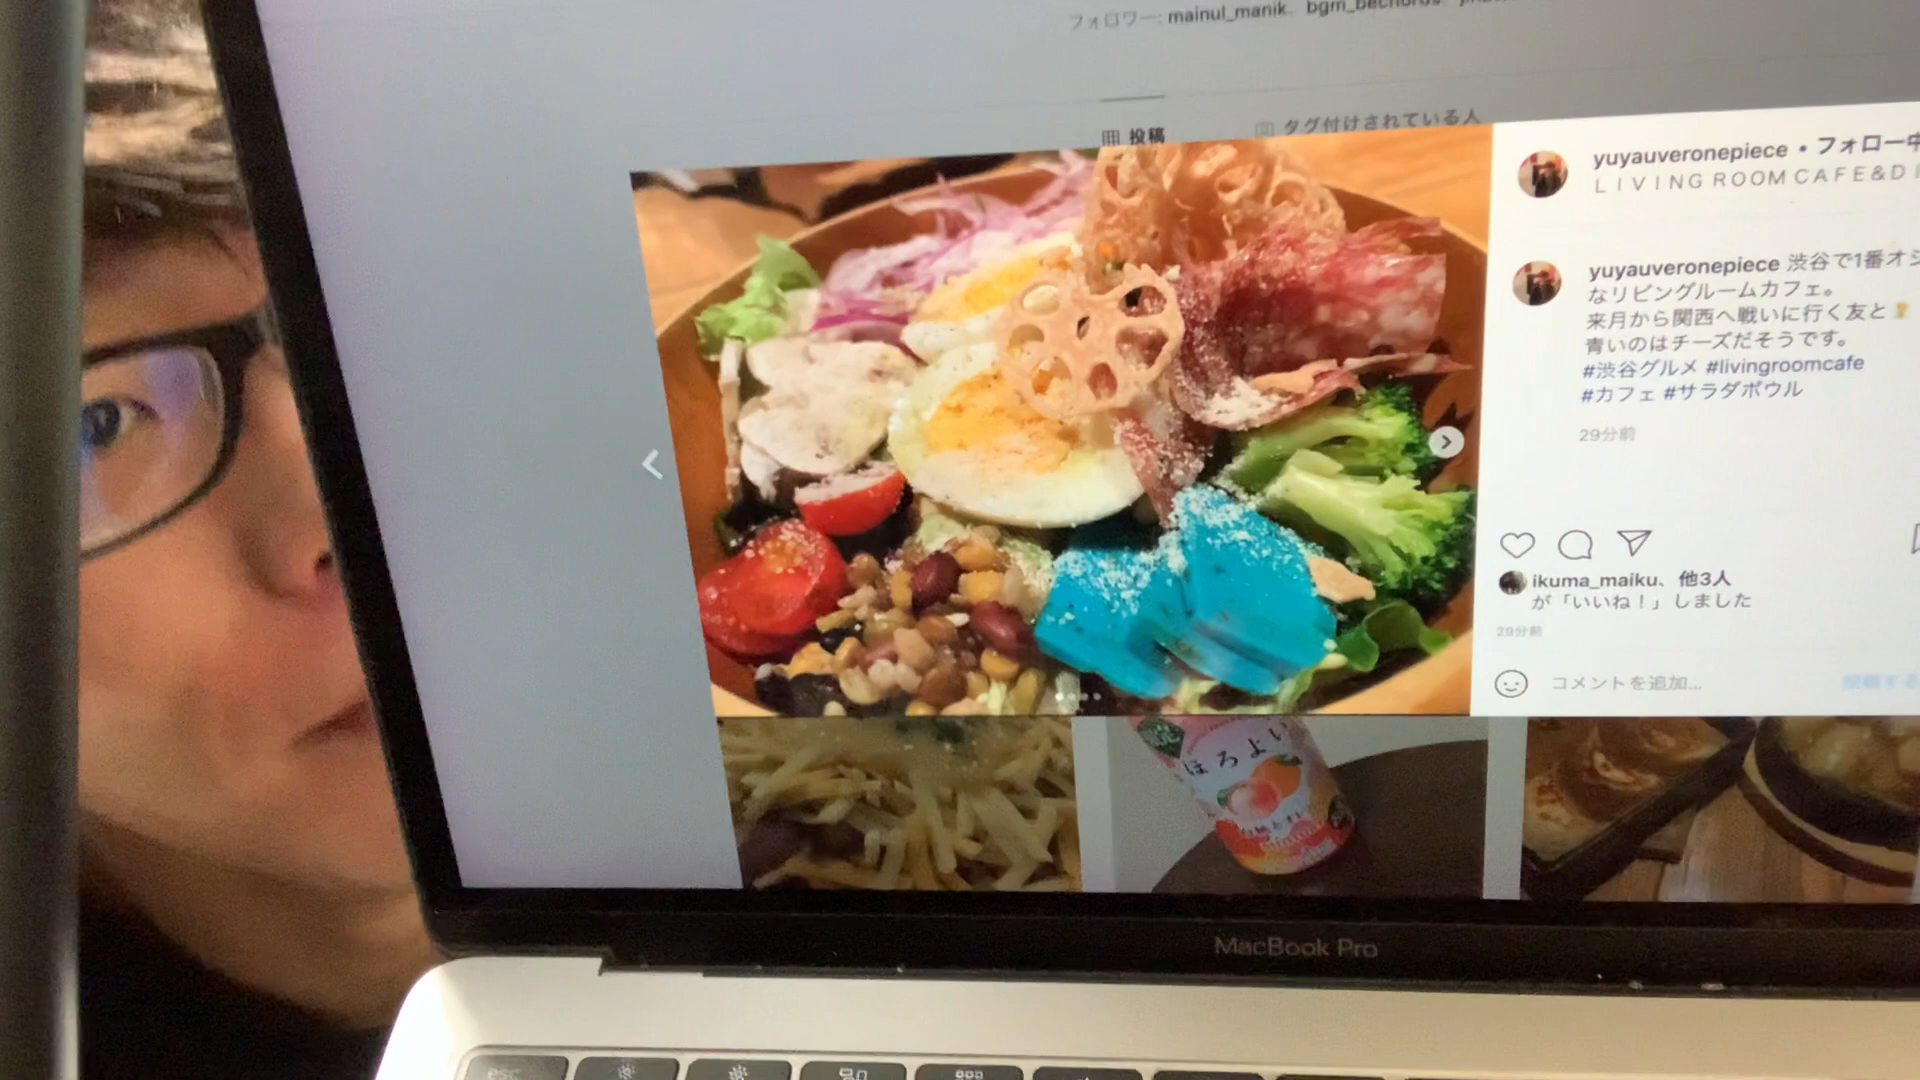 フォロワー: mainul_manik、bgm_bechords、
投稿
タグ付けされている人
yuyauveronepiece • フォロー中
LIVING ROOM CAFE&DI
yuyauveronepiece 渋谷で1番オシ
なリビングルームカフェ。
来月から関西へ戦いに行く友と
青いのはチーズだそうです。
#渋谷グルメ #livingroomcafe
#カフェ #サラダボウル
29分前
ikuma_maiku、他3人
が「いいね！」しました
29分前
コメントを追加...
投稿する
ほろよい
MacBook Pro
esc